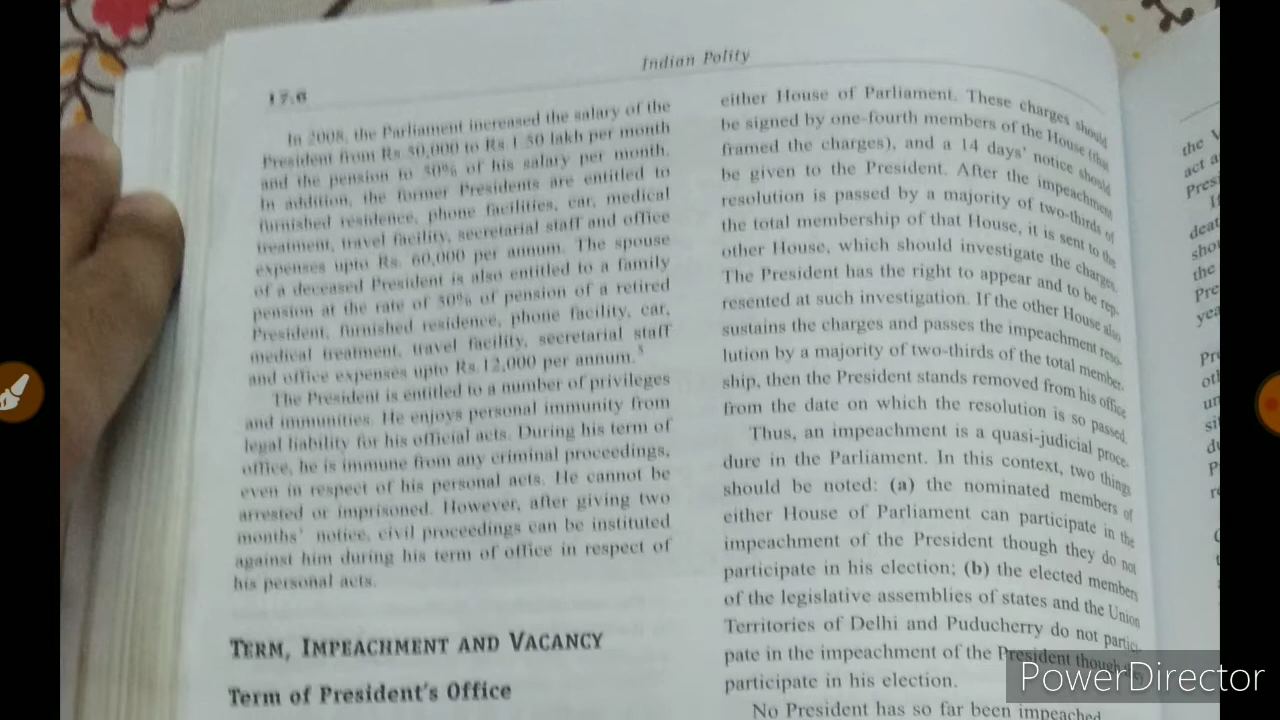 Indian Polity
17.6
In 2008, the Parliament increased the salary of the
President from Rs 50,000 to Rs 1.50 lakh per month
and the pension to 50% of his salary per month.
In addition, the former Presidents are entitled to
furnished residence, phone facilities, car, medical
treatment, travel facility, secretarial staff and office
expenses upto Rs. 60,000 per annum. The spouse
of a deceased President is also entitled to a family
pension at the rate of 50% of pension of a retired
President, furnished residence, phone facility, car,
medical treatment, travel facility, secretarial staff
and office expenses upto Rs. 12,000 per annum.
The President is entitled to a number of privileges
and immunities. He enjoys personal immunity from
legal liability for his official acts. During his term of
office, he is immune from any criminal proceedings,
even in respect of his personal acts. He cannot be
arrested or imprisoned. However, after giving two
months' notice, civil proceedings can be instituted
against him during his term of office in respect of
his personal acts.
TERM, IMPEACHMENT AND VACANCY
Term of President's Office
either House of Parliament. These charges should
be signed by one-fourth members of the House (that
framed the charges), and a 14 days' notice should
be given to the President. After the impeachment
resolution is passed by a majority of two-thirds of
the total membership of that House, it is sent to the
other House, which should investigate the charges.
The President has the right to appear and to be rep-
resented at such investigation. If the other House also
sustains the charges and passes the impeachment reso-
lution by a majority of two-thirds of the total member-
ship, then the President stands removed from his office
from the date on which the resolution is so passed.
Thus, an impeachment is a quasi-judicial proce-
dure in the Parliament. In this context, two things
should be noted: (a) the nominated members of
either House of Parliament can participate in the
impeachment of the President though they do not
participate in his election; (b) the elected members
of the legislative assemblies of states and the Union
Territories of Delhi and Puducherry do not partici-
pate in the impeachment of the President though
participate in his election.
No President has so far been impeached
the
act
PowerDirector